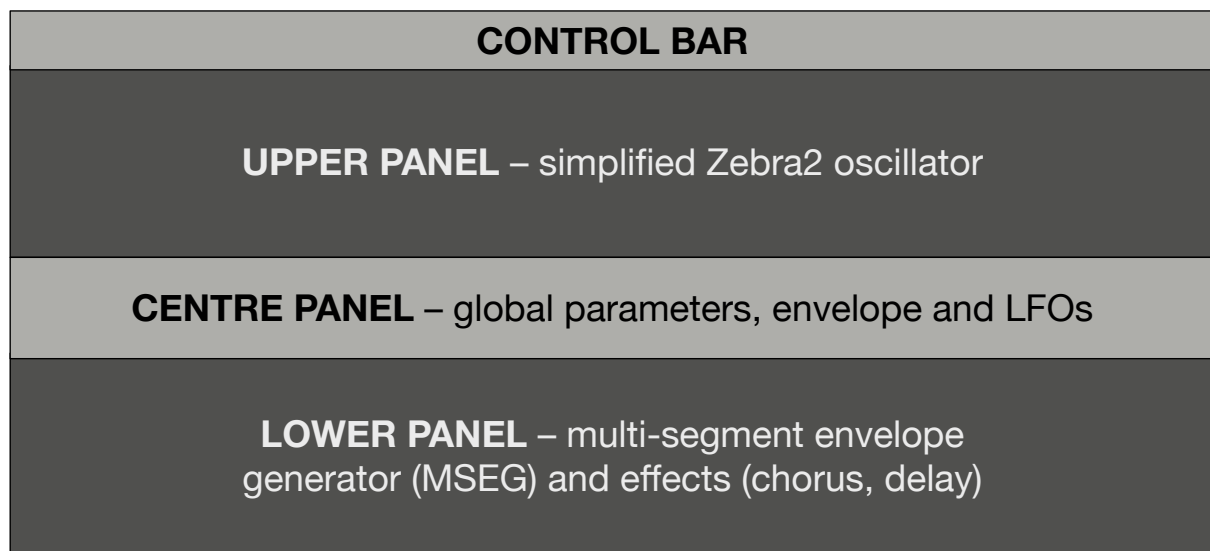 CONTROL BAR
UPPER PANEL – simplified Zebra2 oscillator
CENTRE PANEL – global parameters, envelope and LFOs
LOWER PANEL – multi-segment envelope
generator (MSEG) and effects (chorus, delay)